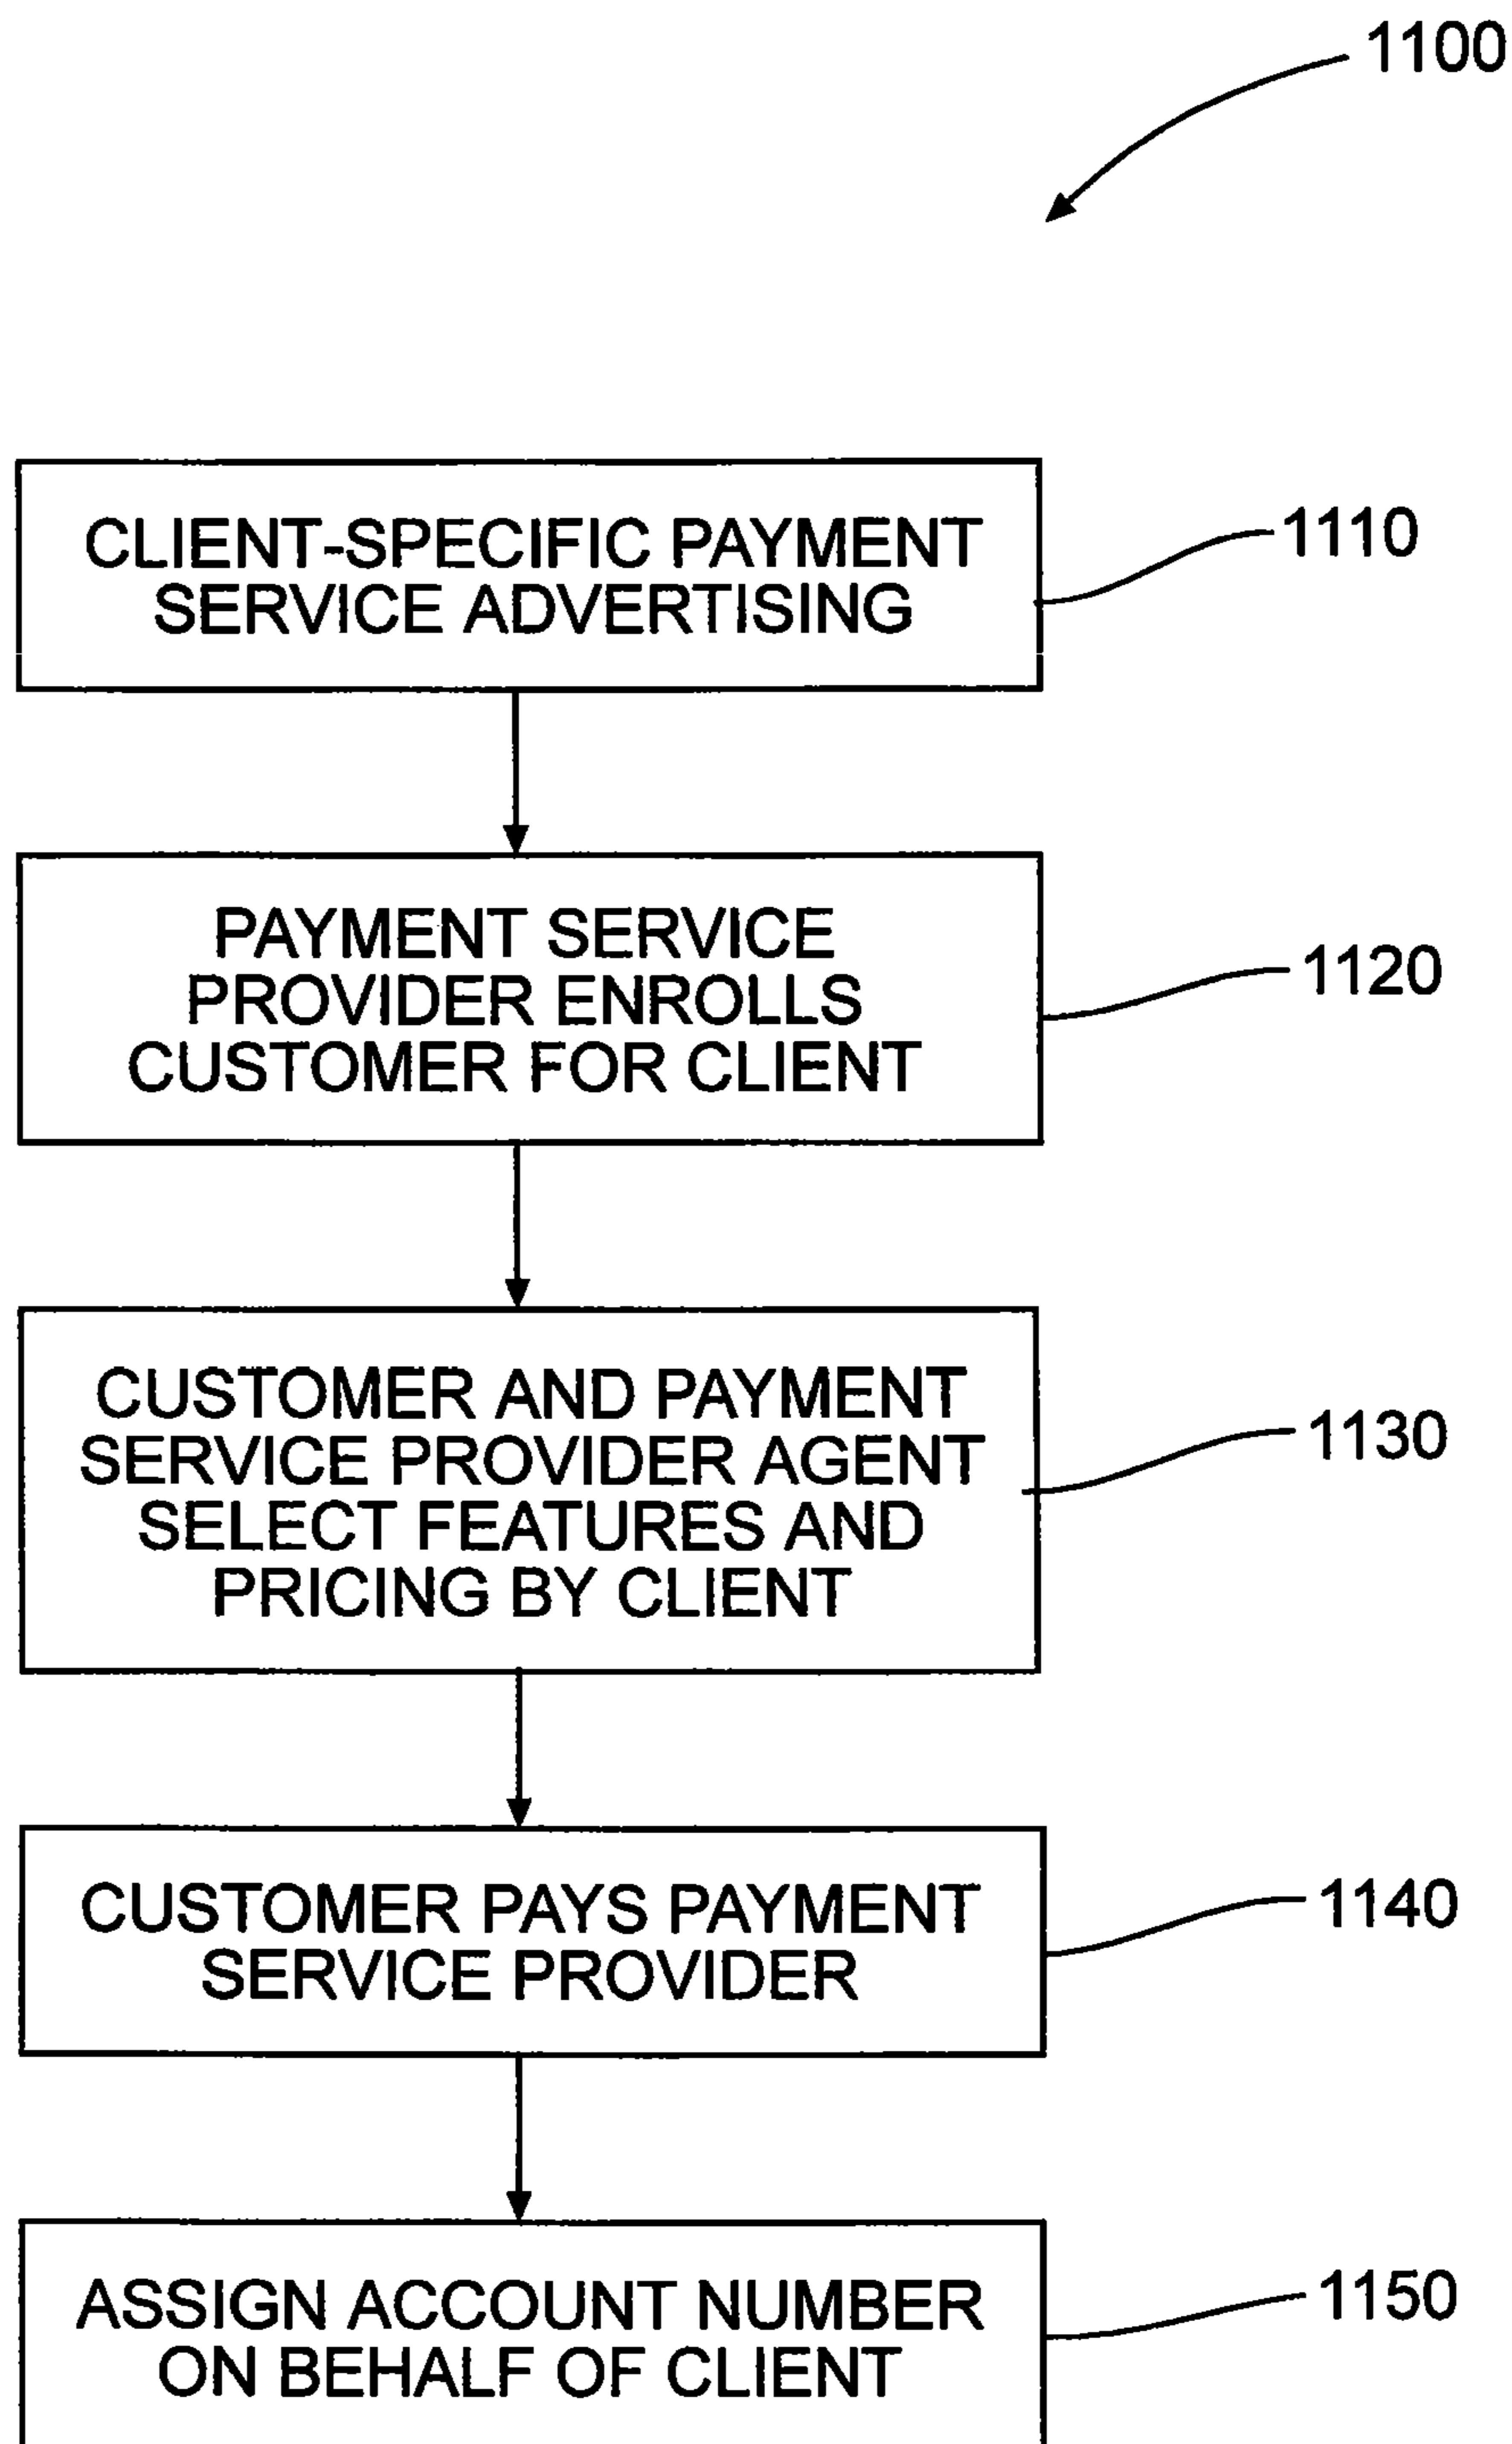 1100
CLIENT-SPECIFIC PAYMENT
SERVICE ADVERTISING
1110
PAYMENT SERVICE
PROVIDER ENROLLS
CUSTOMER FOR CLIENT
1120
CUSTOMER AND PAYMENT
SERVICE PROVIDER AGENT
SELECT FEATURES AND
PRICING BY CLIENT
1130
CUSTOMER PAYS PAYMENT
SERVICE PROVIDER
1140
ASSIGN ACCOUNT NUMBER
ON BEHALF OF CLIENT
1150